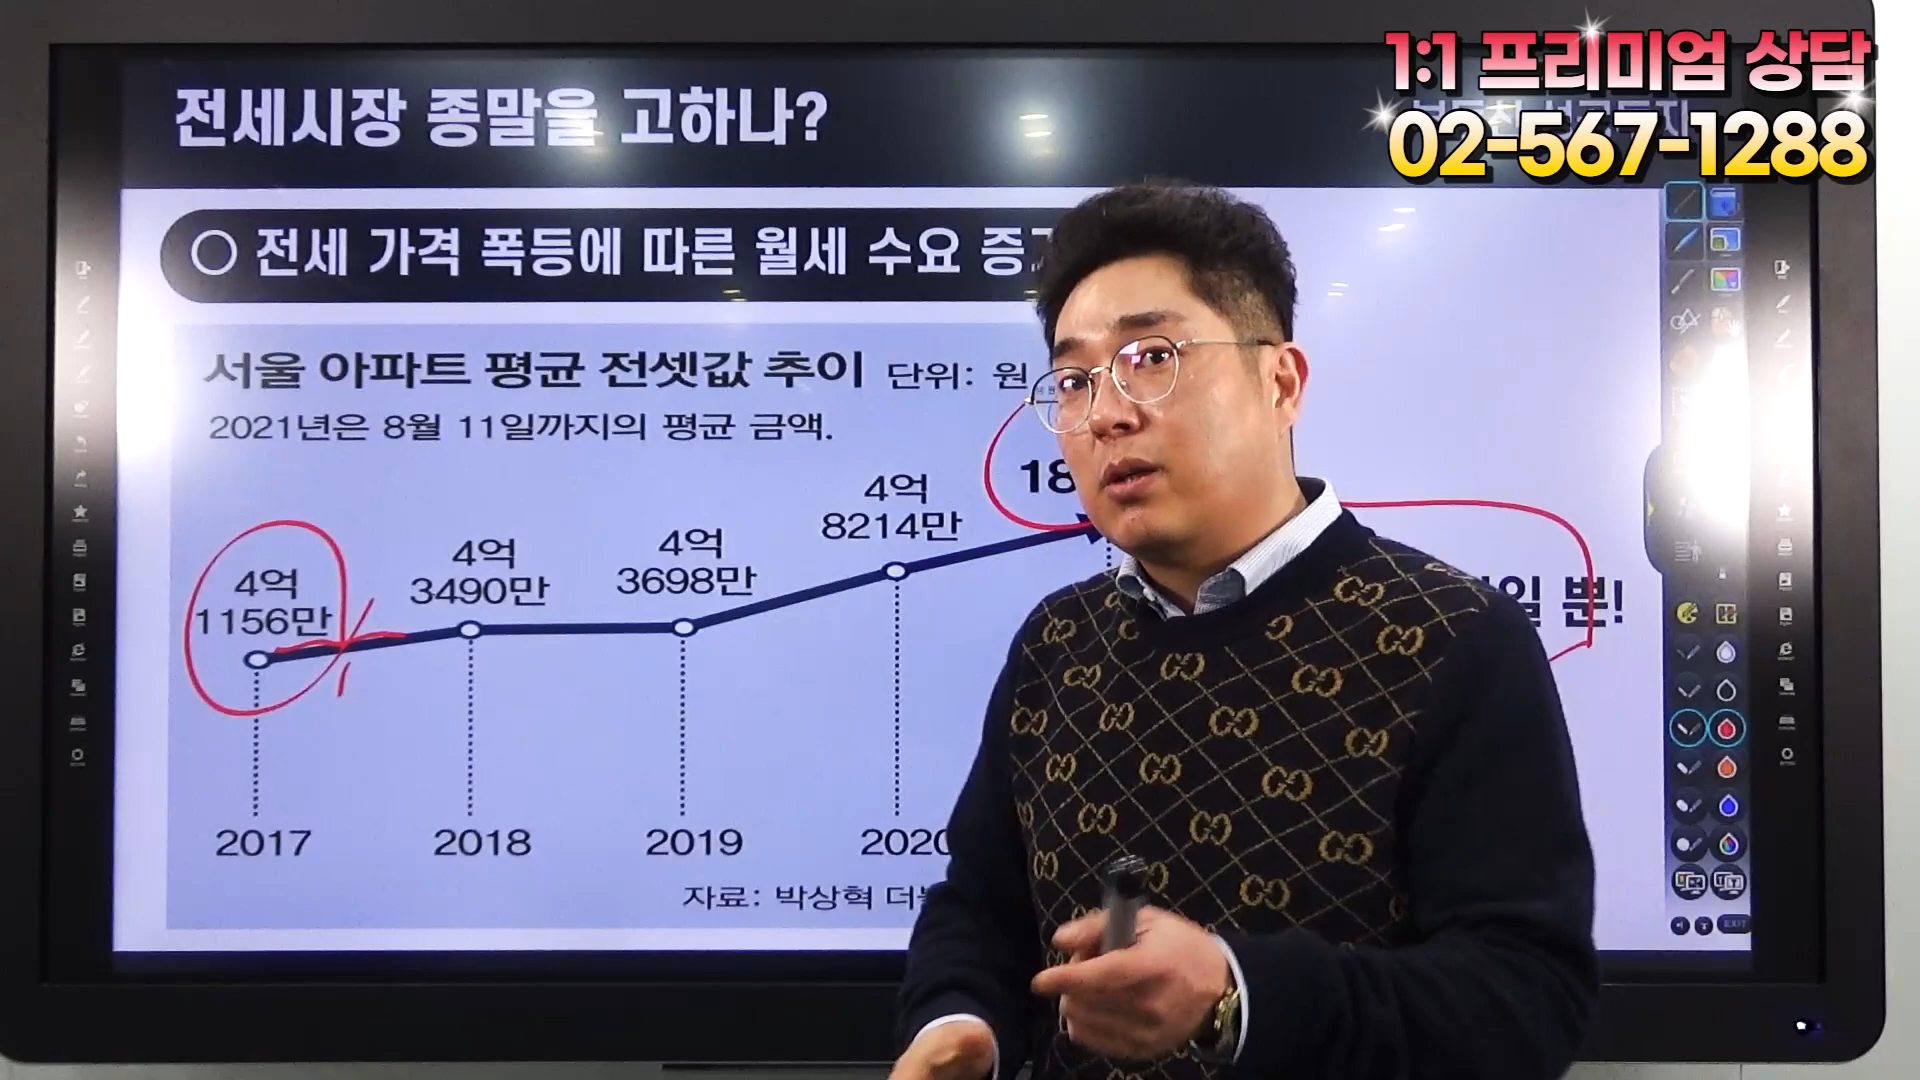 1:1 프리미엄 상담
02-567-1288
전세시장 종말을 고하나?
전세 가격 폭등에 따른 월세 수요
서울 아파트 평균 전셋값 추이 단위: 원
2021년은 8월 11일까지의 평균 금액.
4억
1156만
4억
3490만
4억
3698만
4억
8214만
18
일 뿐!
2017 2018 2019 2020
자료: 박상혁
EXIT